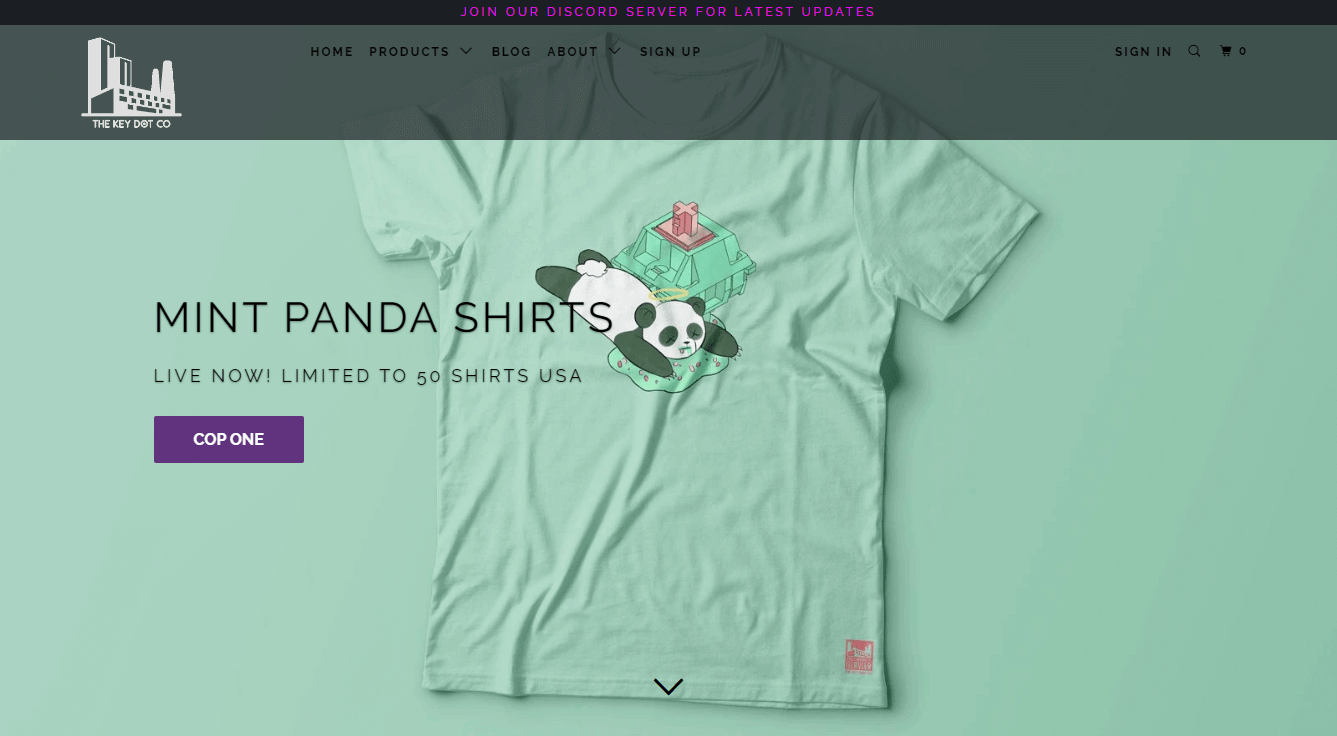 JOIN OUR DISCORD SERVER FOR LATEST UPDATES
HOME PRODUCTS BLOG ABOUT SIGN UP SIGN IN 0
THE KEY DOT CO
MINT PANDA SHIRTS
LIVE NOW! LIMITED TO 50 SHIRTS USA
COP ONE